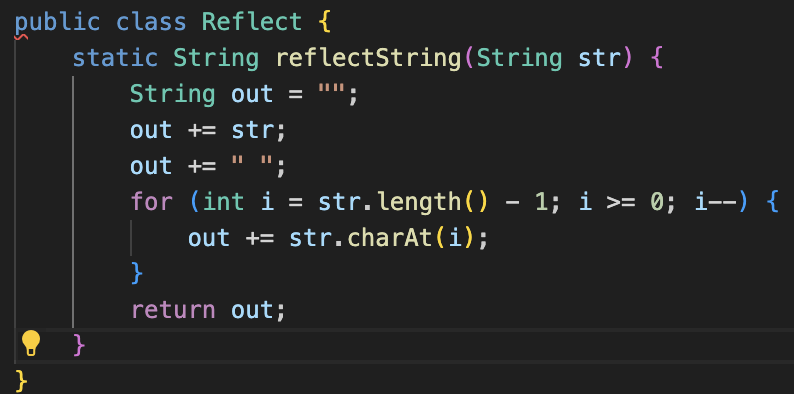 public class Reflect {
    static String reflectString(String str) {
        String out = "";
        out += str;
        out += " ";
        for (int i = str.length() - 1; i >= 0; i--) {
            out += str.charAt(i);
        }
        return out;
    }
}